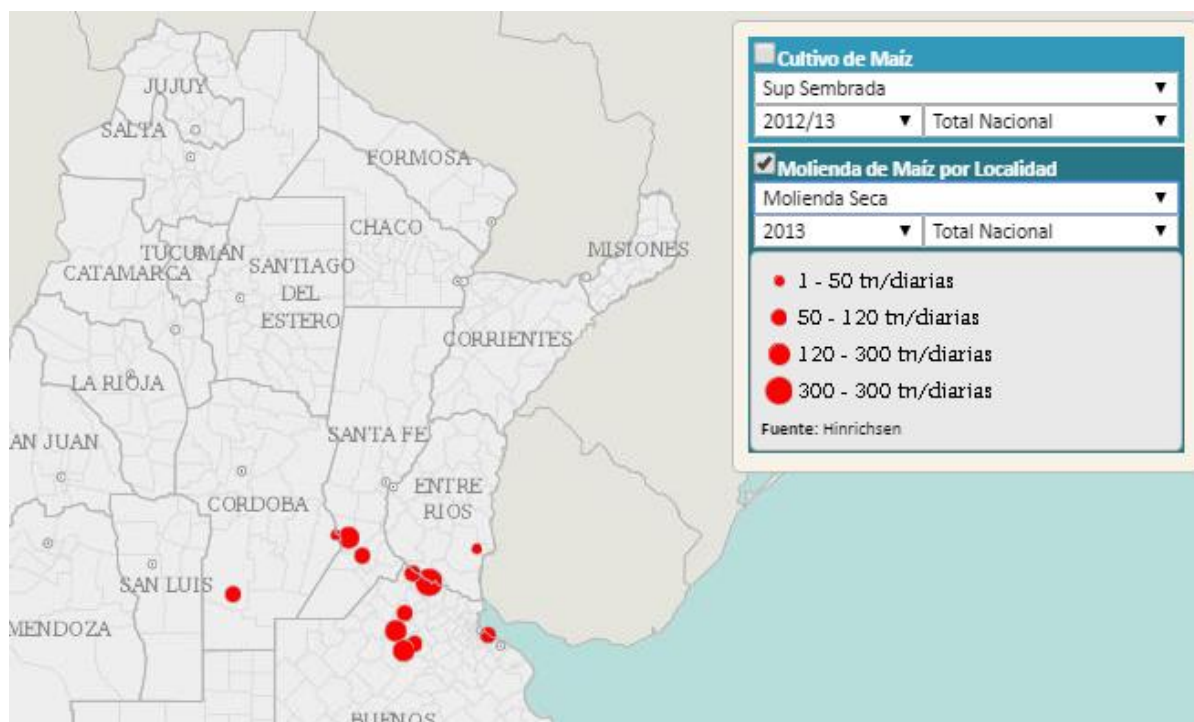 JUJUY
SALTA
FORMOSA
CHACO
MISIONES
TUCUMÁN
CATAMARCA
SANTIAGO
DEL
ESTERO
CORRIENTES
LA RIOJA
SANTA FE
AN JUAN
ENTRE
RIOS
CORDOBA
SAN LUIS
MENDOZA
BUENOS
Cultivo de Maíz
Sup Sembrada
2012/13 Total Nacional
Molienda de Maíz por Localidad
Molienda Seca
2013 Total Nacional
1 - 50 tn/diarias
50 - 120 tn/diarias
120 - 300 tn/diarias
300 - 300 tn/diarias
Fuente: Hinrichsen